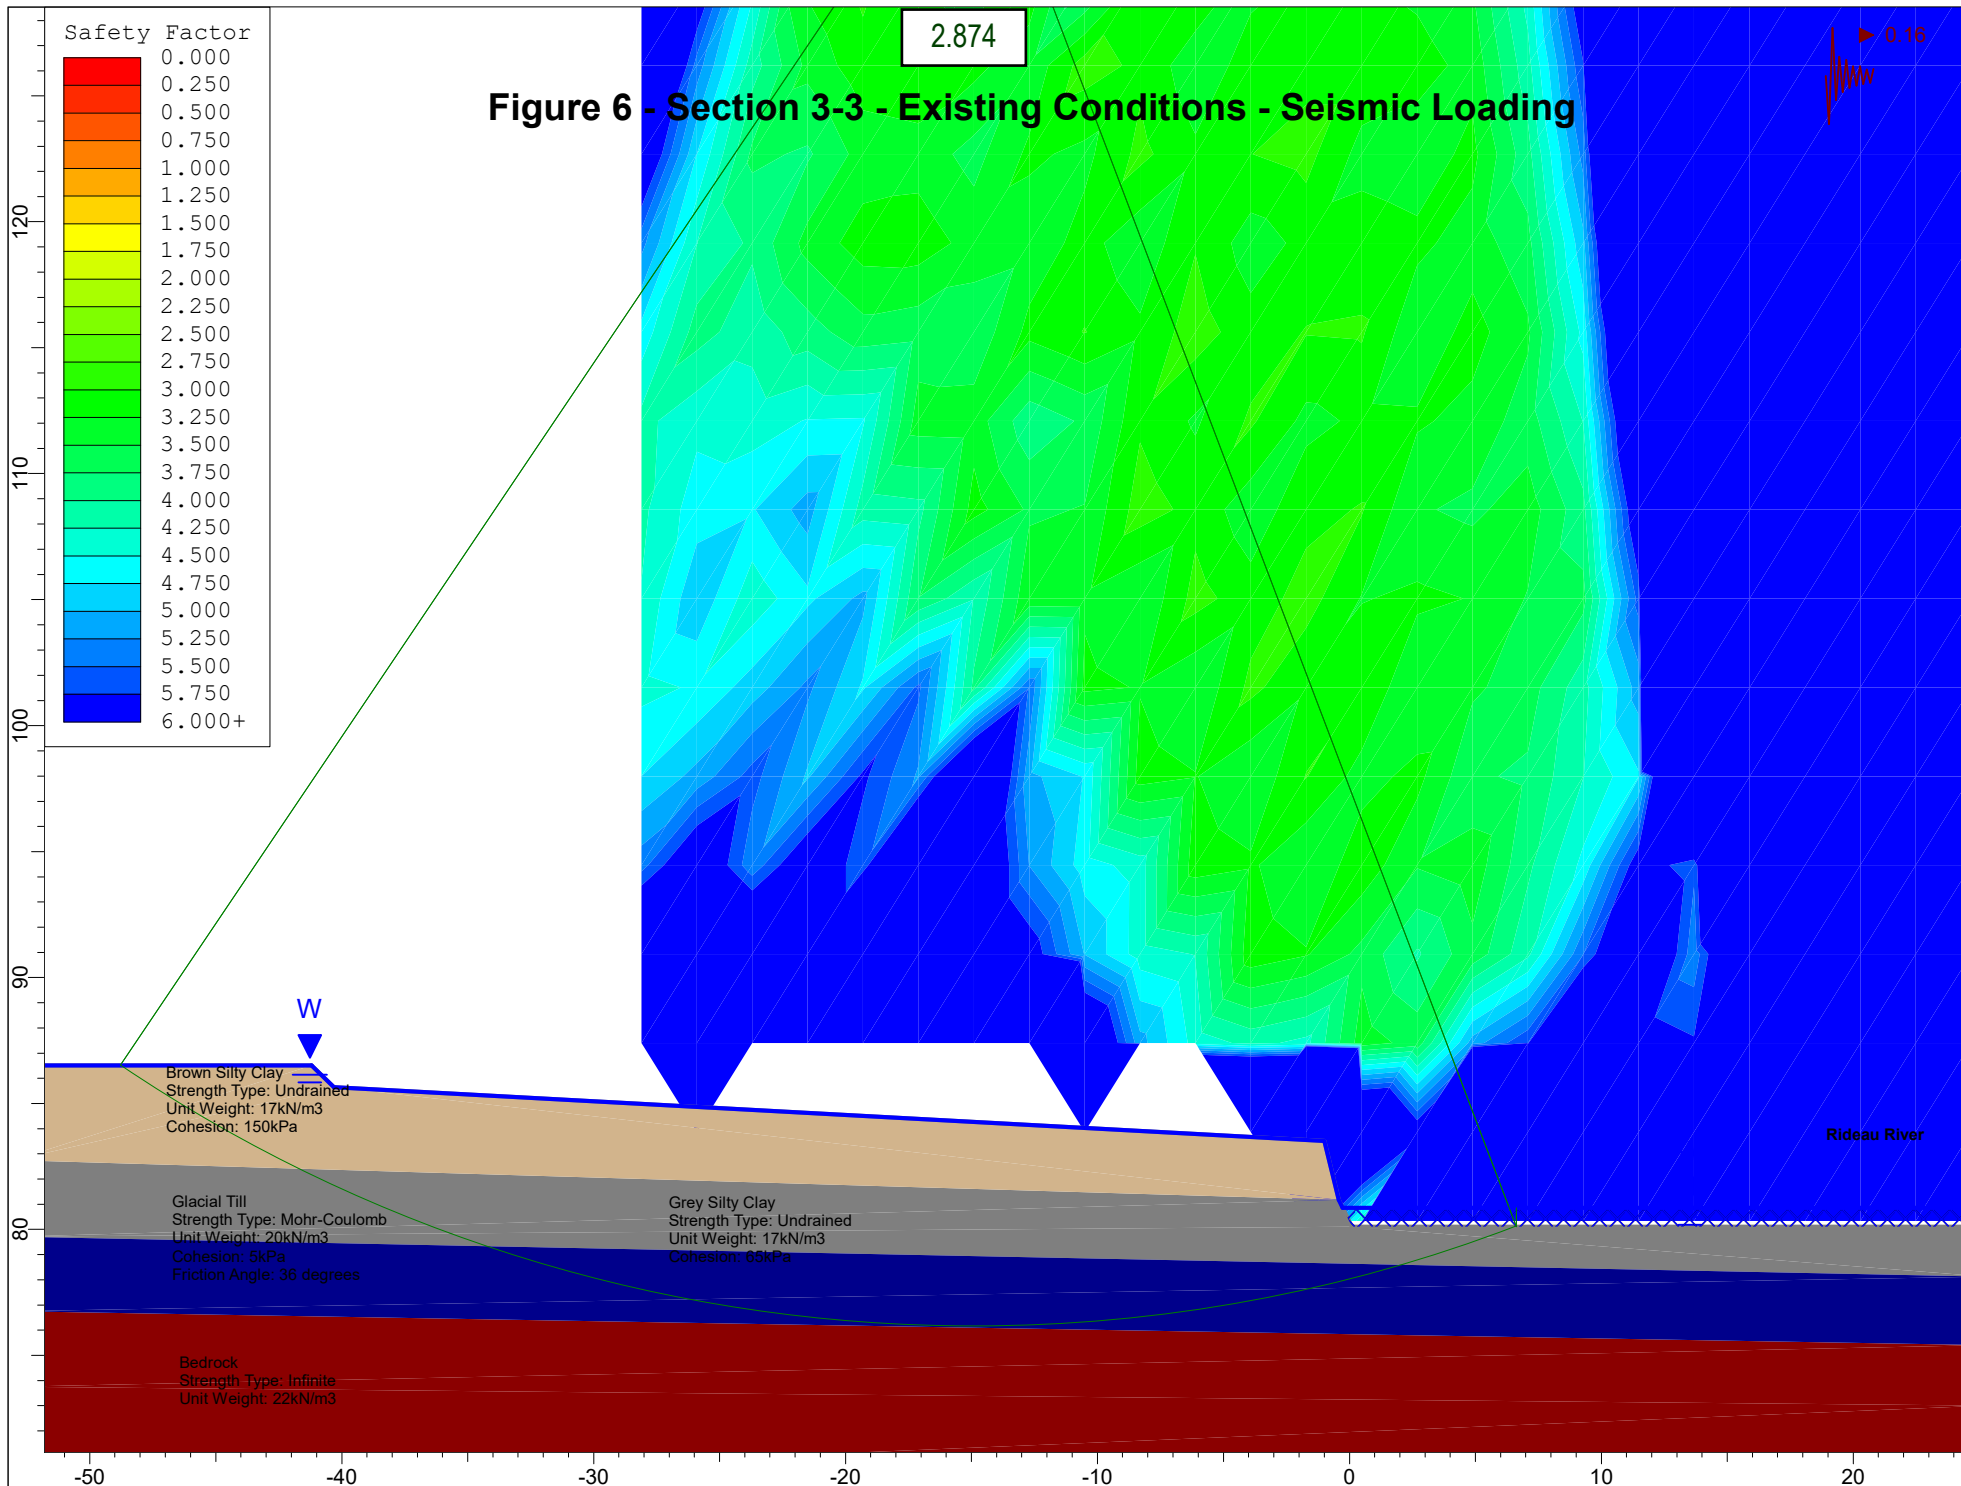 Safety Factor
0.000
0.250
0.500
0.750
1.000
1.250
1.500
1.750
2.000
2.250
2.500
2.750
3.000
3.250
3.500
3.750
4.000
4.250
4.500
4.750
5.000
5.250
5.500
5.750
6.000+
2.874
0.16
Figure 6 - Section 3-3 - Existing Conditions - Seismic Loading
120
110
100
90
80
W
Brown Silty Clay
Strength Type: Undrained
Unit Weight: 17kN/m3
Cohesion: 150kPa
Rideau River
Glacial Till
Strength Type: Mohr-Coulomb
Unit Weight: 20kN/m3
Cohesion: 5kPa
Friction Angle: 36 degrees
Grey Silty Clay
Strength Type: Undrained
Unit Weight: 17kN/m3
Cohesion: 65kPa
Bedrock
Strength Type: Infinite
Unit Weight: 22kN/m3
-50 -40 -30 -20 -10 0 10 20